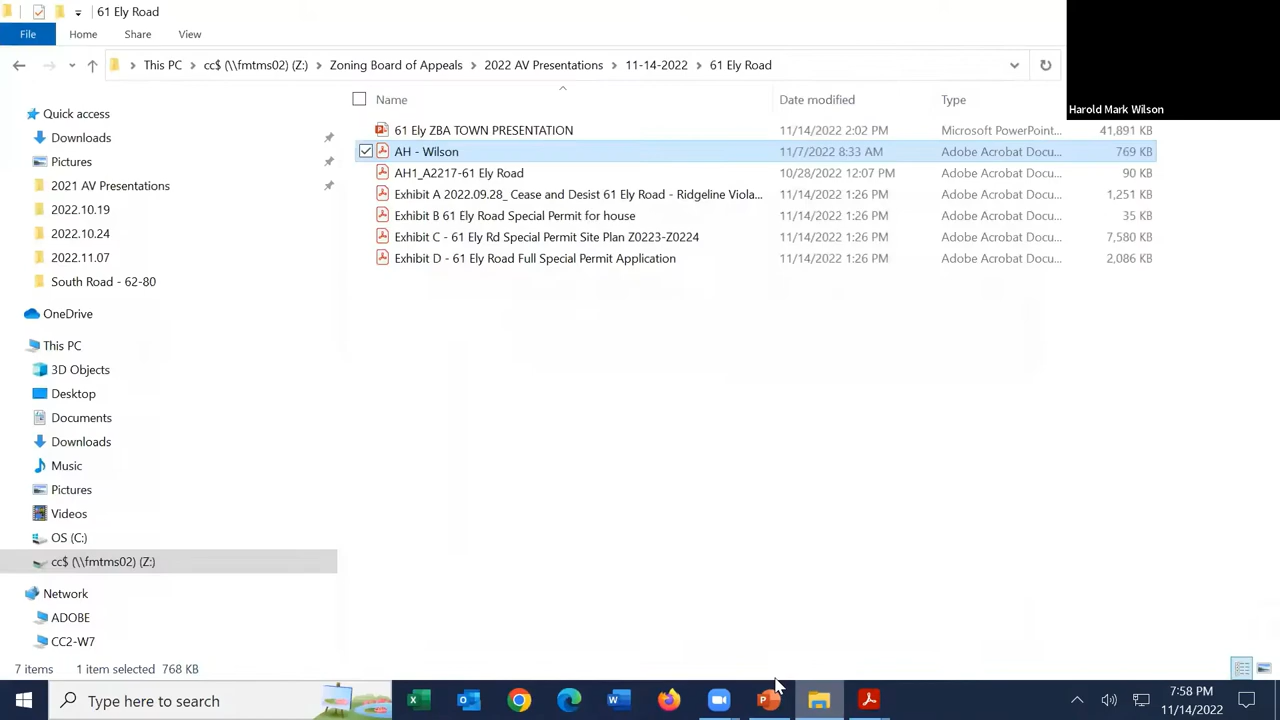 61 Ely Road
File Home Share View
This PC cc$ (\\fmtms02) (Z:) Zoning Board of Appeals 2022 AV Presentations 11-14-2022 61 Ely Road
Harold Mark Wilson
Name Date modified Type
61 Ely ZBA TOWN PRESENTATION 11/14/2022 2:02 PM Microsoft PowerPoint... 41,891 KB
AH - Wilson 11/7/2022 8:33 AM Adobe Acrobat Docu... 769 KB
AH1_A2217-61 Ely Road 10/28/2022 12:07 PM Adobe Acrobat Docu... 90 KB
Exhibit A 2022.09.28_ Cease and Desist 61 Ely Road - Ridgeline Viola... 11/14/2022 1:26 PM Adobe Acrobat Docu... 1,251 KB
Exhibit B 61 Ely Road Special Permit for house 11/14/2022 1:26 PM Adobe Acrobat Docu... 35 KB
Exhibit C - 61 Ely Rd Special Permit Site Plan Z0223-Z0224 11/14/2022 1:26 PM Adobe Acrobat Docu... 7,580 KB
Exhibit D - 61 Ely Road Full Special Permit Application 11/14/2022 1:26 PM Adobe Acrobat Docu... 2,086 KB
Quick access
Downloads
Pictures
2021 AV Presentations
2022.10.19
2022.10.24
2022.11.07
South Road - 62-80
OneDrive
This PC
3D Objects
Desktop
Documents
Downloads
Music
Pictures
Videos
OS (C:)
cc$ (\\fmtms02) (Z:)
Network
ADOBE
CC2-W7
7 items 1 item selected 768 KB
Type here to search
7:58 PM
11/14/2022